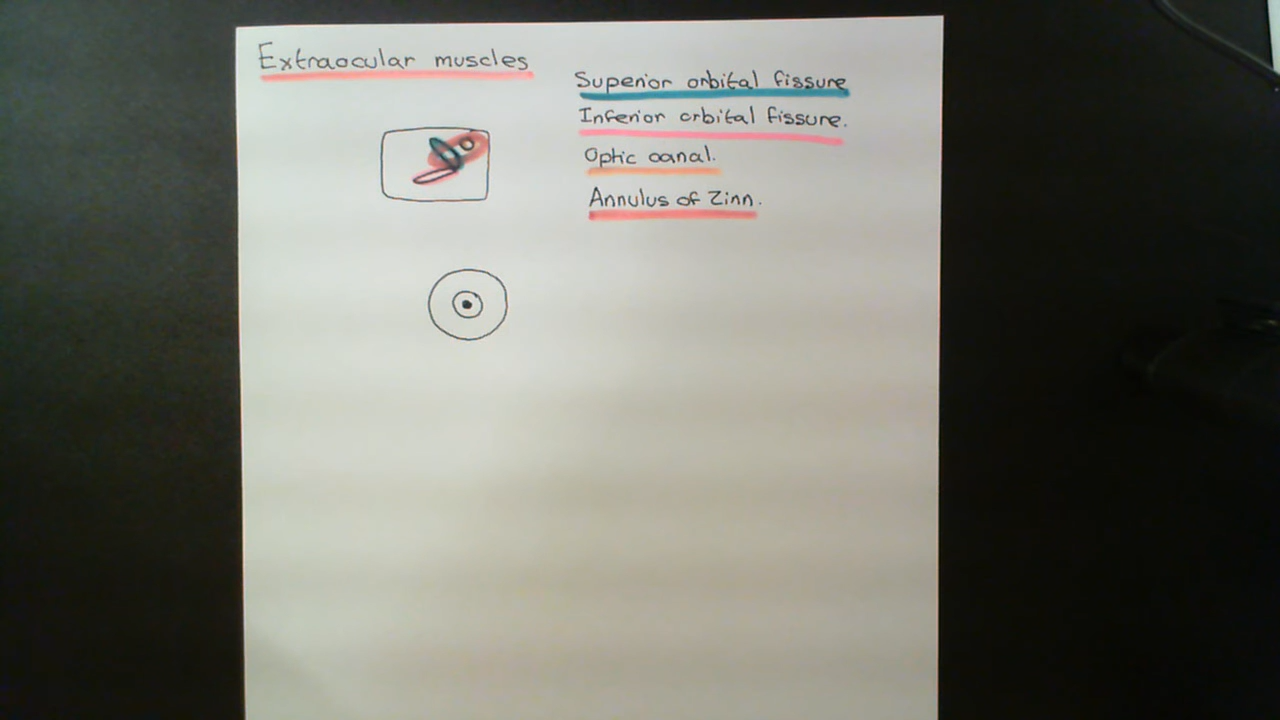 Extraocular muscles
Superior orbital fissure
Inferior orbital fissure.
Optic canal.
Annulus of Zinn.